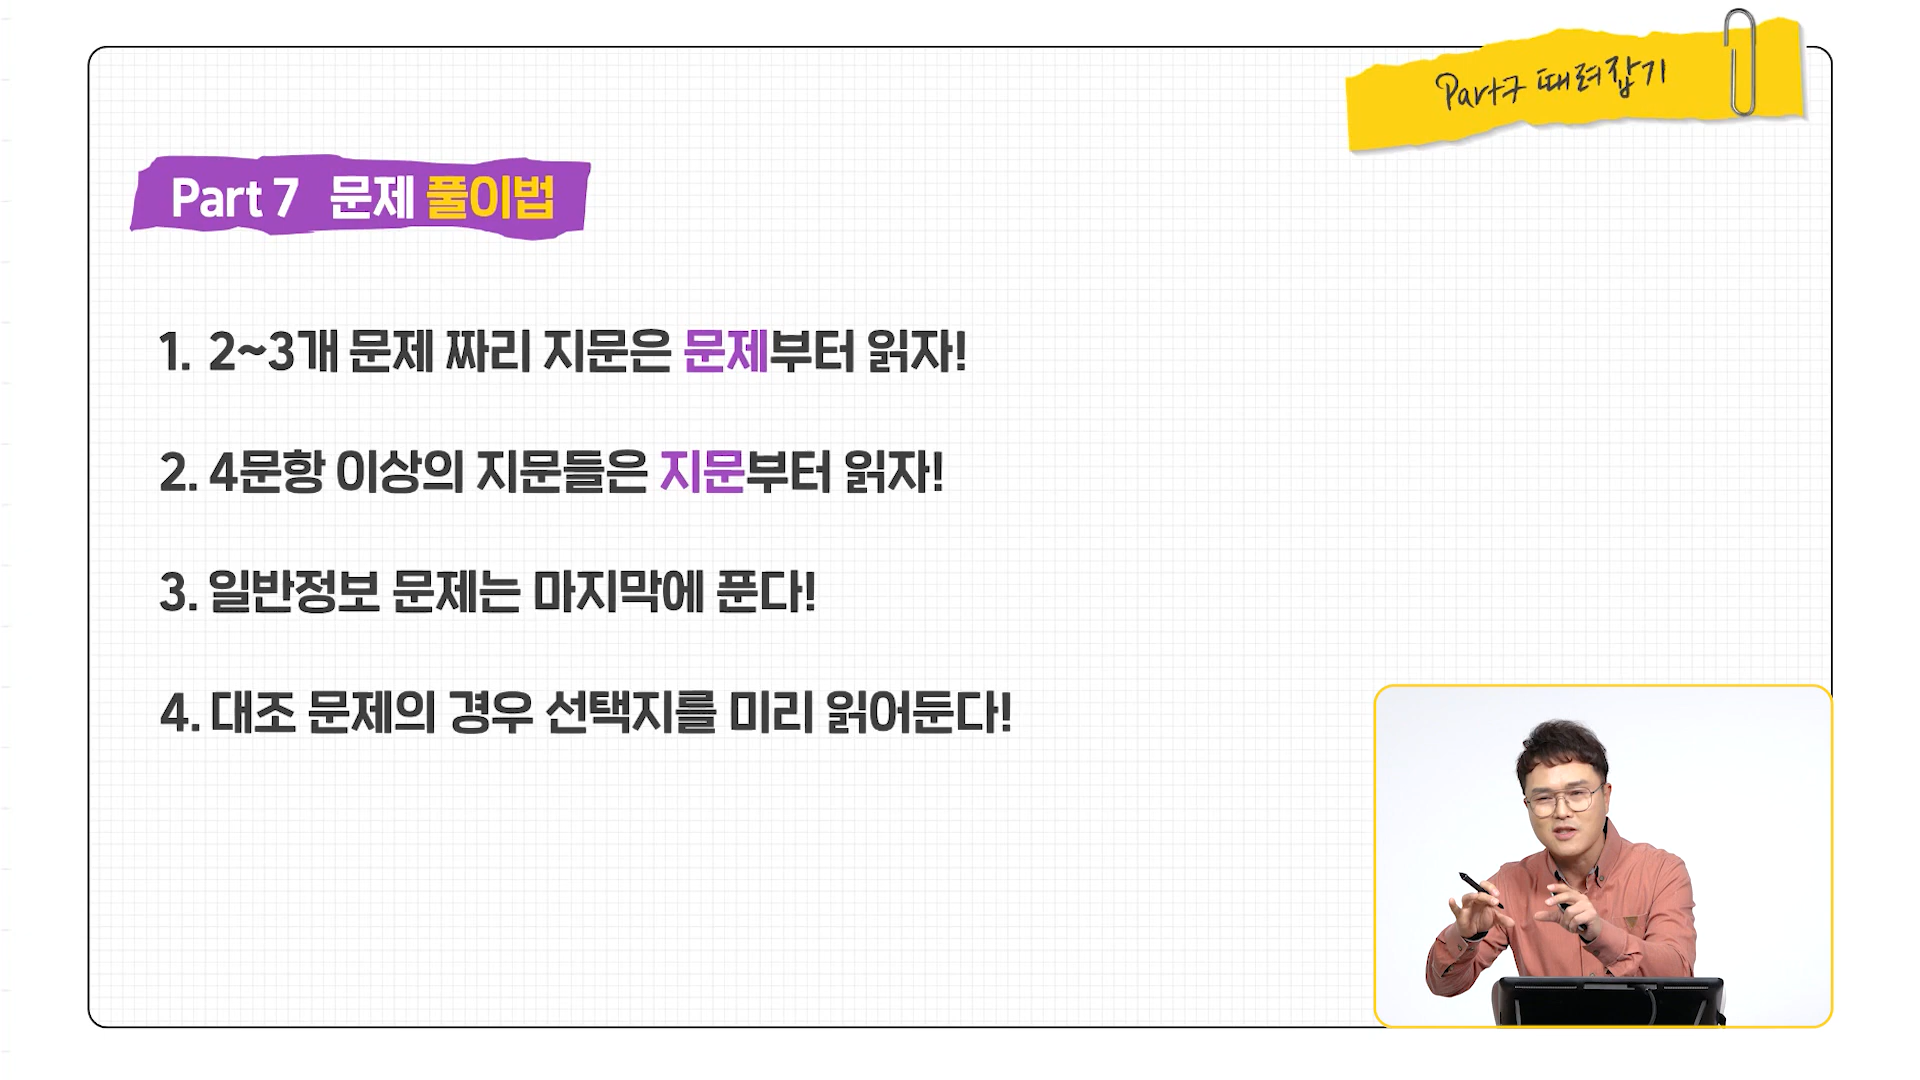 Part7 때려잡기
Part 7 문제 풀이법
1. 2~3개 문제 짜리 지문은 문제부터 읽자!
2. 4문항 이상의 지문들은 지문부터 읽자!
3. 일반정보 문제는 마지막에 푼다!
4. 대조 문제의 경우 선택지를 미리 읽어둔다!